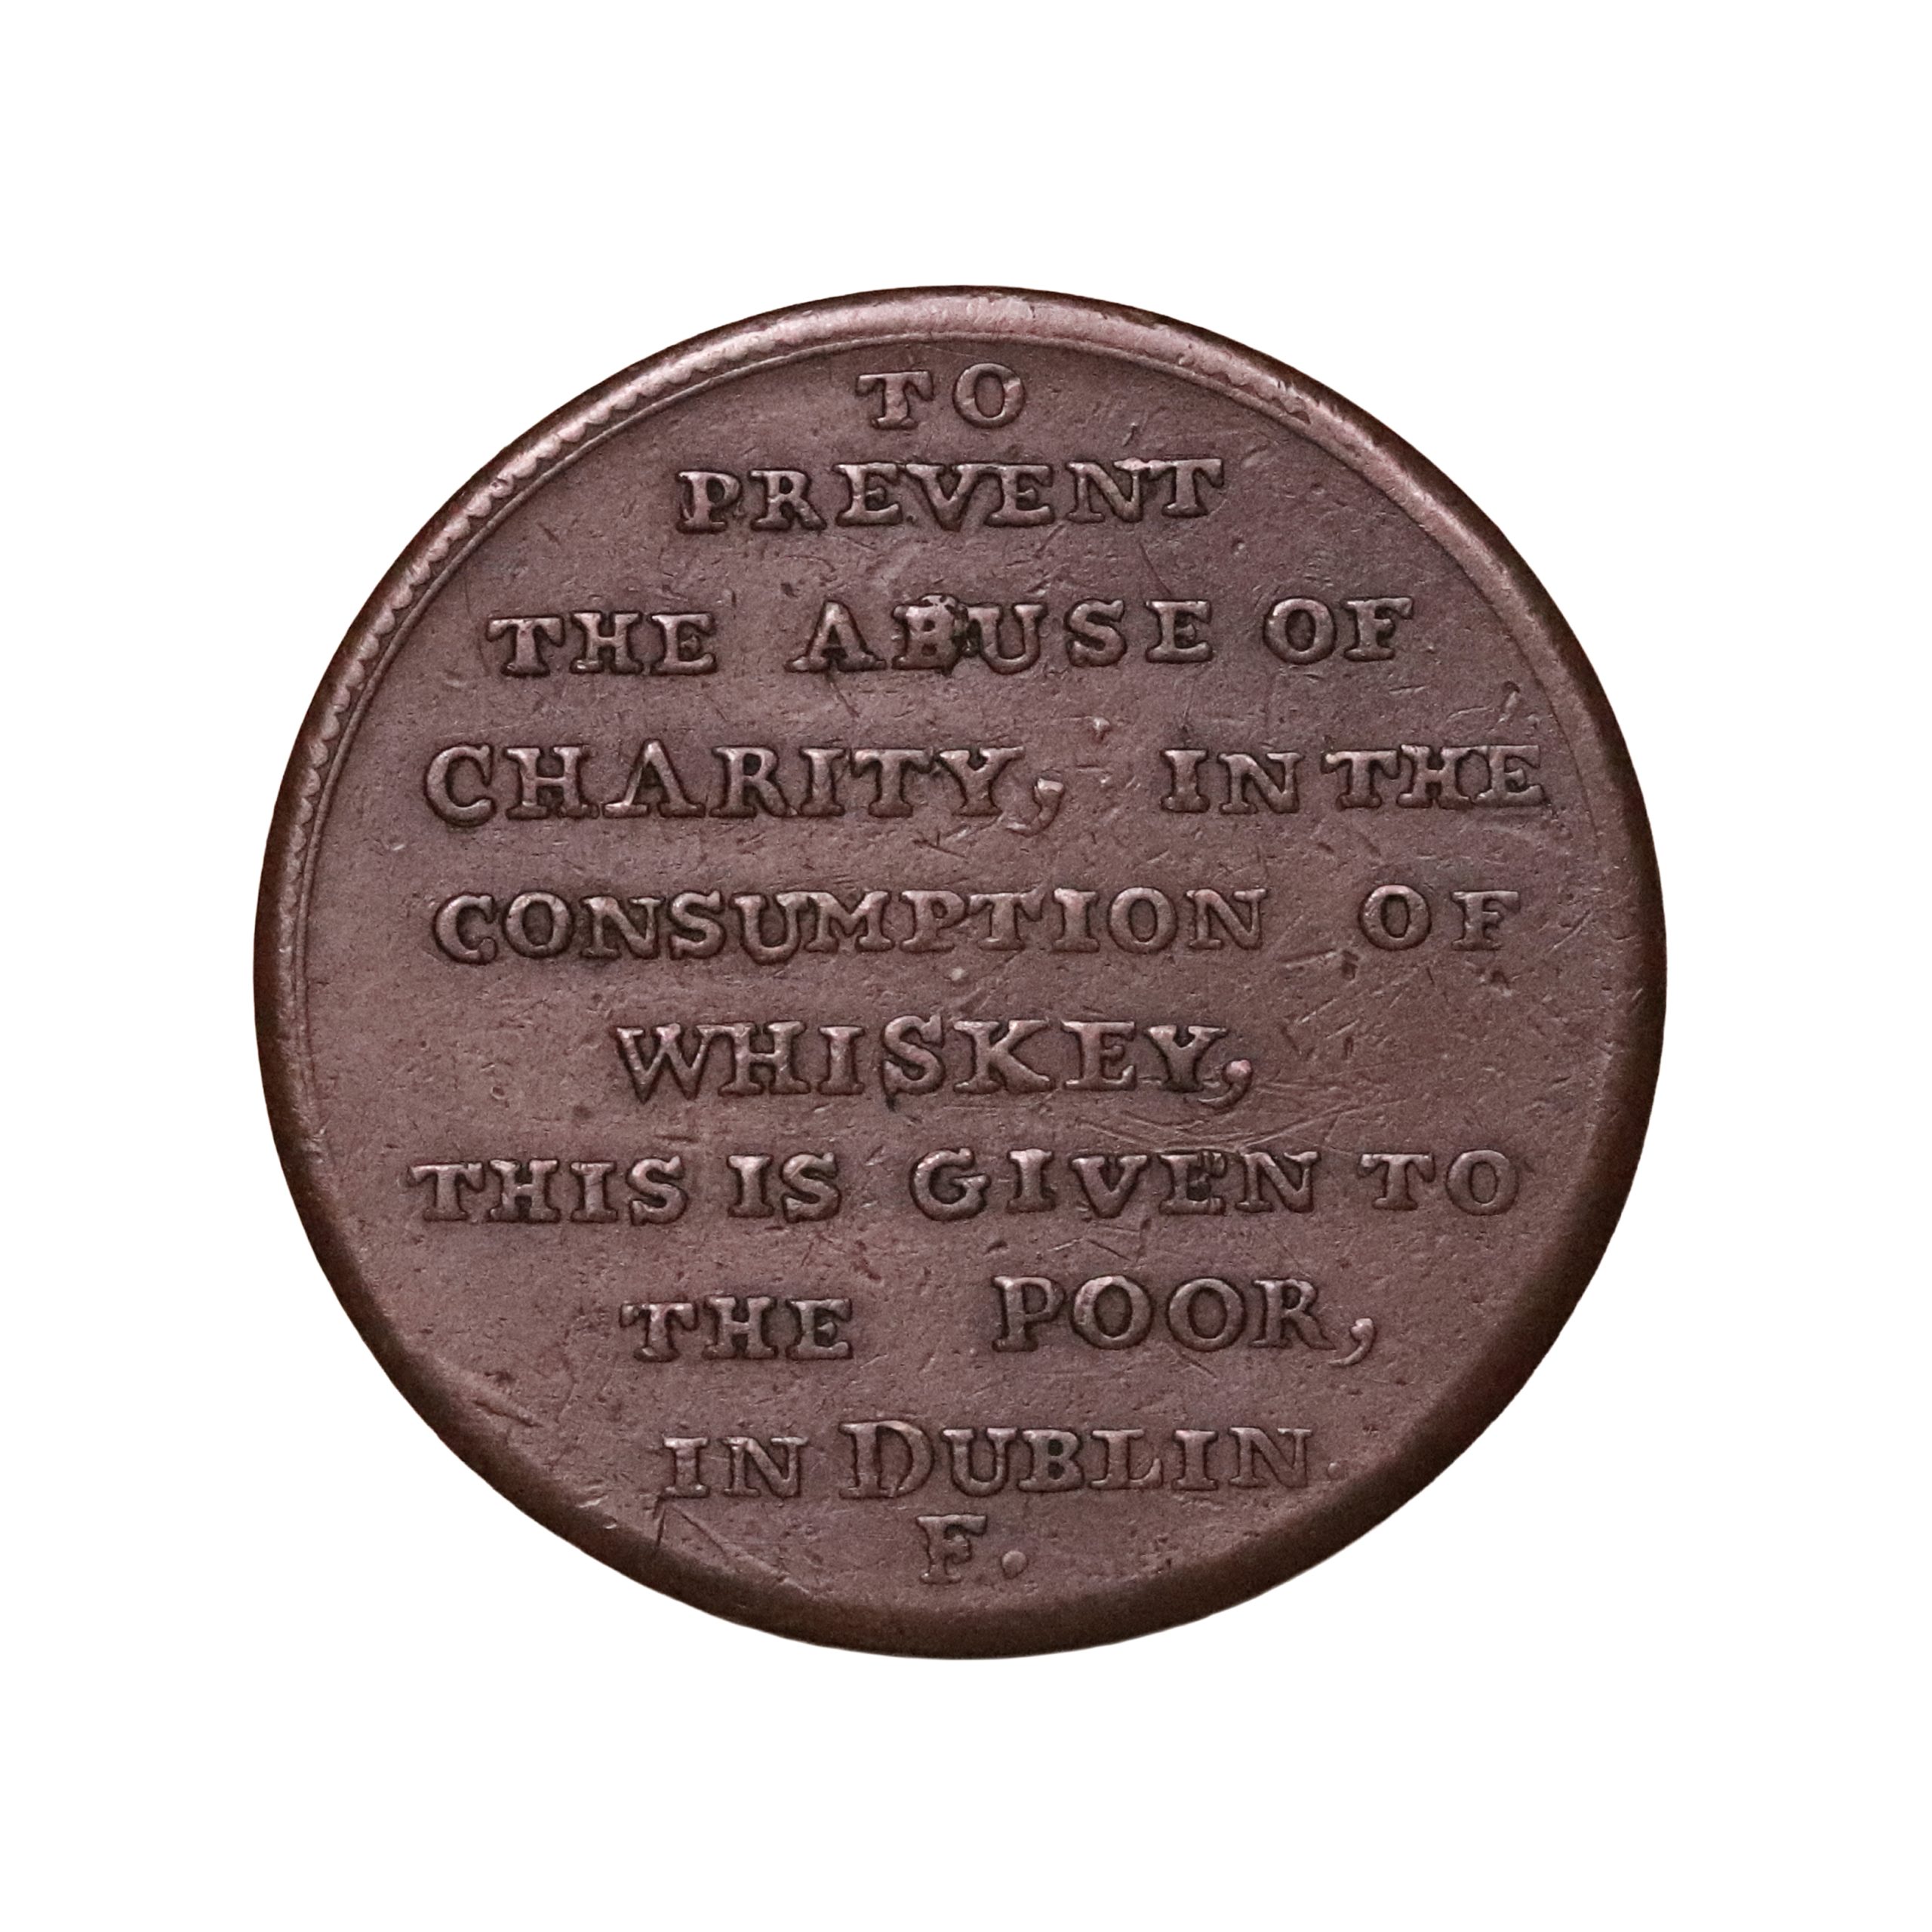 TO
PREVENT
THE ABUSE OF
CHARITY, IN THE
CONSUMPTION OF
WHISKEY,
THIS IS GIVEN TO
THE POOR,
IN DUBLIN
F.